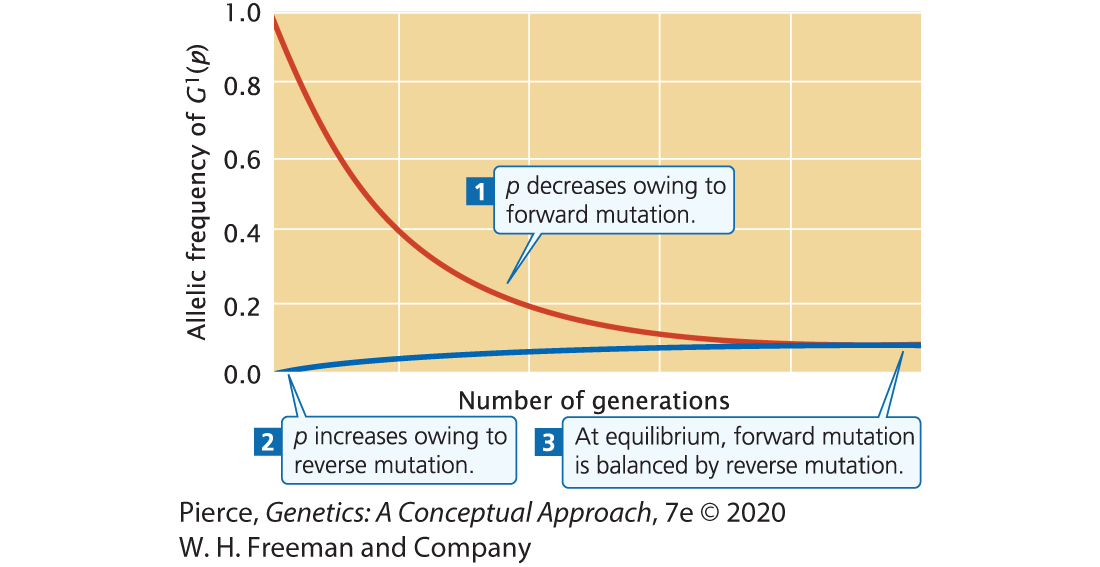 1.0
0.8
0.6
0.4
0.2
0.0
Allelic frequency of G¹(p)
1 p decreases owing to
forward mutation.
Number of generations
2 p increases owing to
reverse mutation.
3 At equilibrium, forward mutation
is balanced by reverse mutation.
Pierce, Genetics: A Conceptual Approach, 7e © 2020
W. H. Freeman and Company